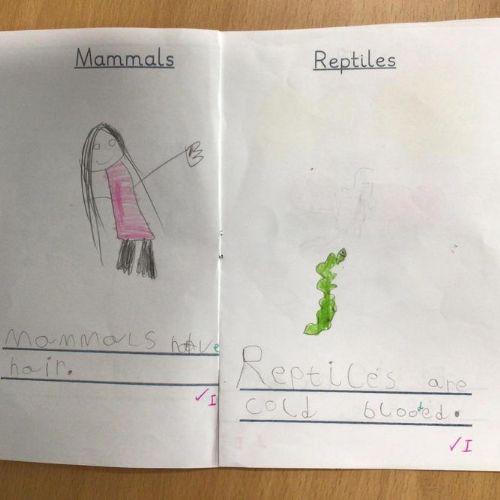 Mammals
Mammals have
hair.
✓I
Reptiles
Reptiles are
cold blooded.
✓I